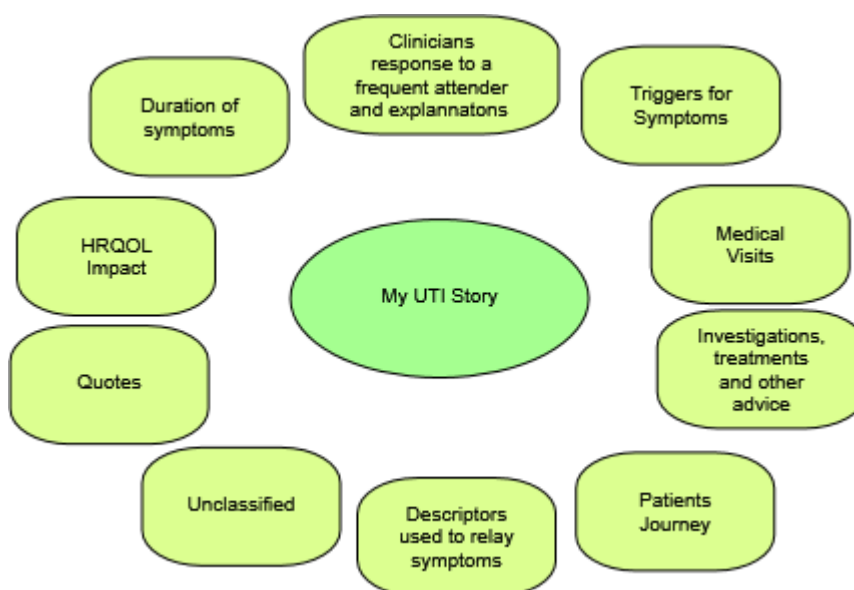 Clinicians
response to a
frequent attender
and explannatons
Duration of
symptoms
Triggers for
Symptoms
HRQOL
Impact
Medical
Visits
My UTI Story
Investigations,
treatments
and other
advice
Quotes
Unclassified
Descriptors
used to relay
symptoms
Patients
Journey